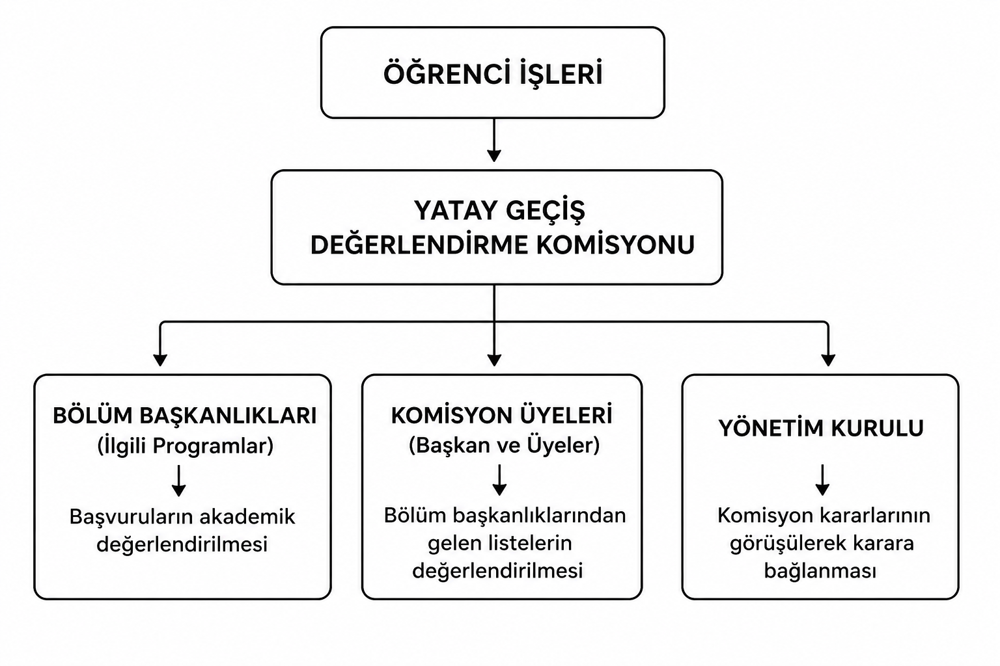 ÖĞRENCİ İŞLERİ
YATAY GEÇİŞ
DEĞERLENDİRME KOMİSYONU
BÖLÜM BAŞKANLIKLARI
(İlgili Programlar)
Başvuruların akademik
değerlendirilmesi
KOMİSYON ÜYELERİ
(Başkan ve Üyeler)
Bölüm başkanlıklarından
gelen listelerin
değerlendirilmesi
YÖNETİM KURULU
Komisyon kararlarının
görüşülerek karara
bağlanması